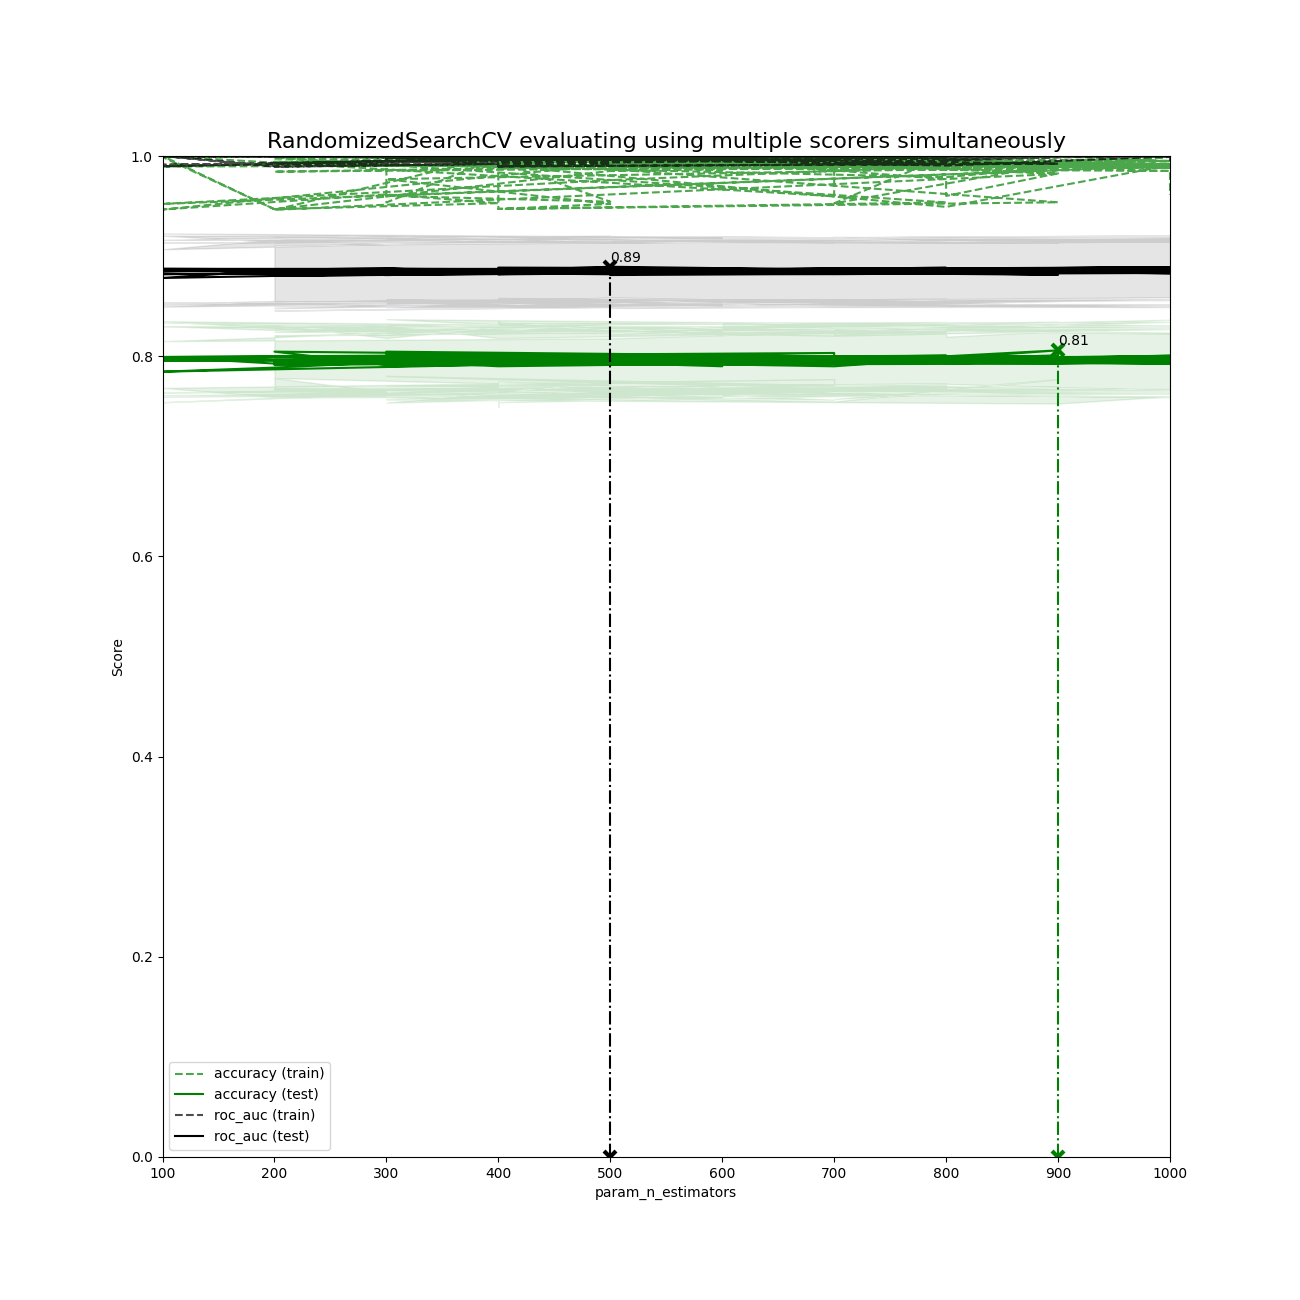 RandomizedSearchCV evaluating using multiple scorers simultaneously
1.0
0.8
0.6
0.4
0.2
0.0
Score
0.89
0.81
accuracy (train)
accuracy (test)
roc_auc (train)
roc_auc (test)
100 200 300 400 500 600 700 800 900 1000
param_n_estimators